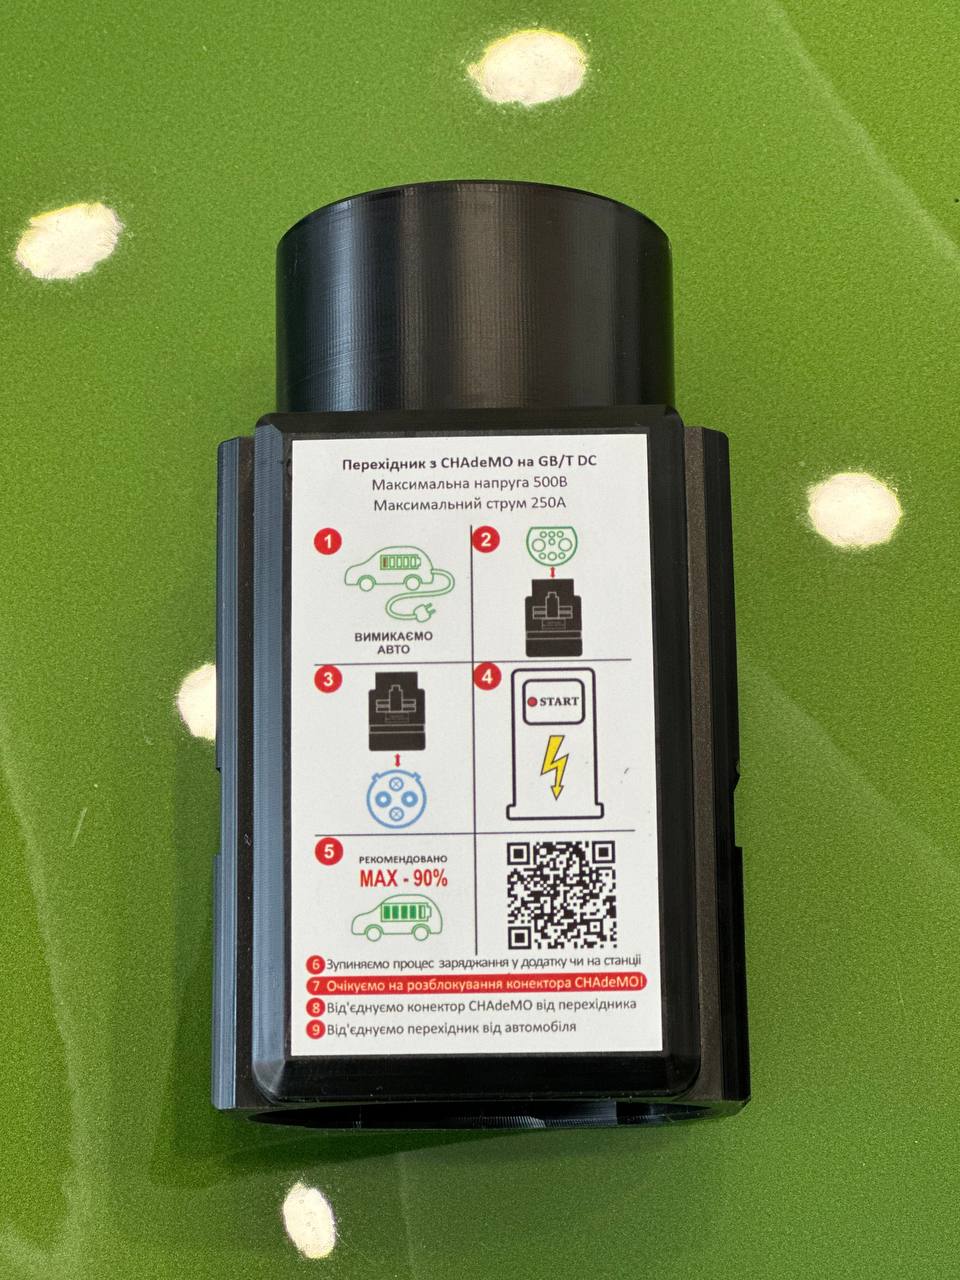 Перехідник з CHAdeMO на GB/T DC
Максимальна напруга 500В
Максимальний струм 250А
1
ВИМИКАЄМО
АВТО
2
3
4
START
5
РЕКОМЕНДОВАНО
MAX - 90%
6 Зупиняємо процес заряджання у додатку чи на станції
7 Очікуємо на розблокування конектора CHAdeMO!
8 Від'єднуємо конектор CHAdeMO від перехідника
9 Від'єднуємо перехідник від автомобіля